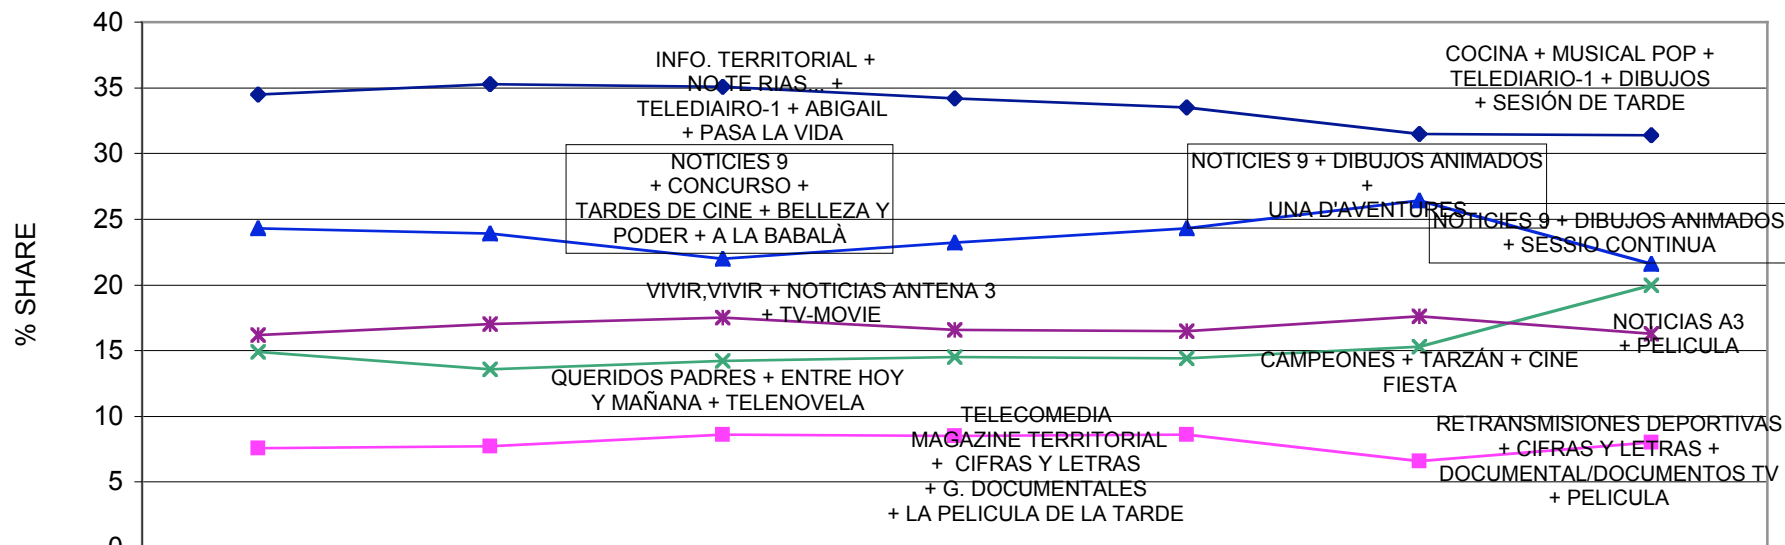 40
35
30
25
20
15
10
5
0
% SHARE
INFO. TERRITORIAL +
NO TE RIAS... +
TELEDIAIRO-1 + ABIGAIL
+ PASA LA VIDA
COCINA + MUSICAL POP +
TELEDIARIO-1 + DIBUJOS
+ SESIÓN DE TARDE
NOTICIES 9
+ CONCURSO +
TARDES DE CINE + BELLEZA Y
PODER + A LA BABALÀ
NOTICIES 9 + DIBUJOS ANIMADOS
+
UNA D'AVENTURES
NOTICIES 9 + DIBUJOS ANIMADOS
+ SESSIO CONTINUA
VIVIR,VIVIR + NOTICIAS ANTENA 3
+ TV-MOVIE
NOTICIAS A3
+ PELICULA
QUERIDOS PADRES + ENTRE HOY
Y MAÑANA + TELENOVELA
CAMPEONES + TARZÁN + CINE
FIESTA
TELECOMEDIA
MAGAZINE TERRITORIAL
+ CIFRAS Y LETRAS
+ G. DOCUMENTALES
+ LA PELICULA DE LA TARDE
RETRANSMISIONES DEPORTIVAS
+ CIFRAS Y LETRAS +
DOCUMENTAL/DOCUMENTOS TV
+ PELICULA